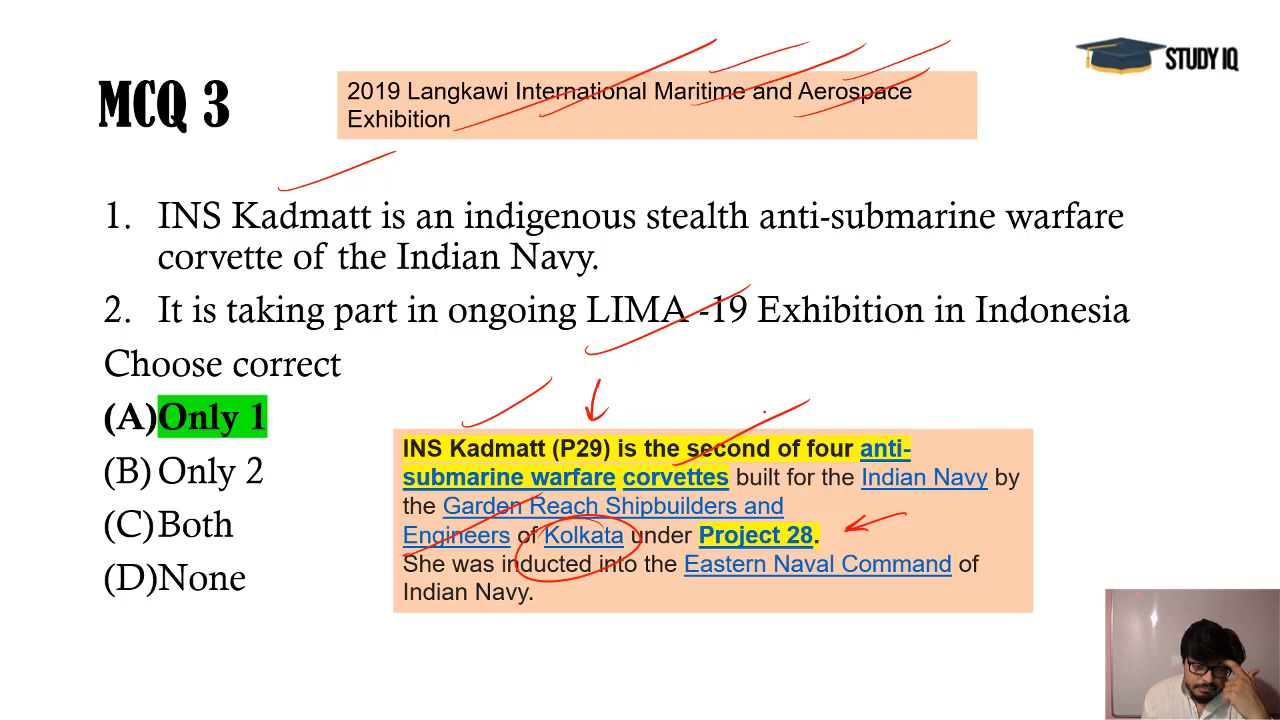 STUDY IQ
MCQ 3
2019 Langkawi International Maritime and Aerospace
Exhibition
1. INS Kadmatt is an indigenous stealth anti-submarine warfare
corvette of the Indian Navy.
2. It is taking part in ongoing LIMA -19 Exhibition in Indonesia
Choose correct
(A)Only 1
(B) Only 2
(C)Both
(D)None
INS Kadmatt (P29) is the second of four anti-
submarine warfare corvettes built for the Indian Navy by
the Garden Reach Shipbuilders and
Engineers of Kolkata under Project 28.
She was inducted into the Eastern Naval Command of
Indian Navy.